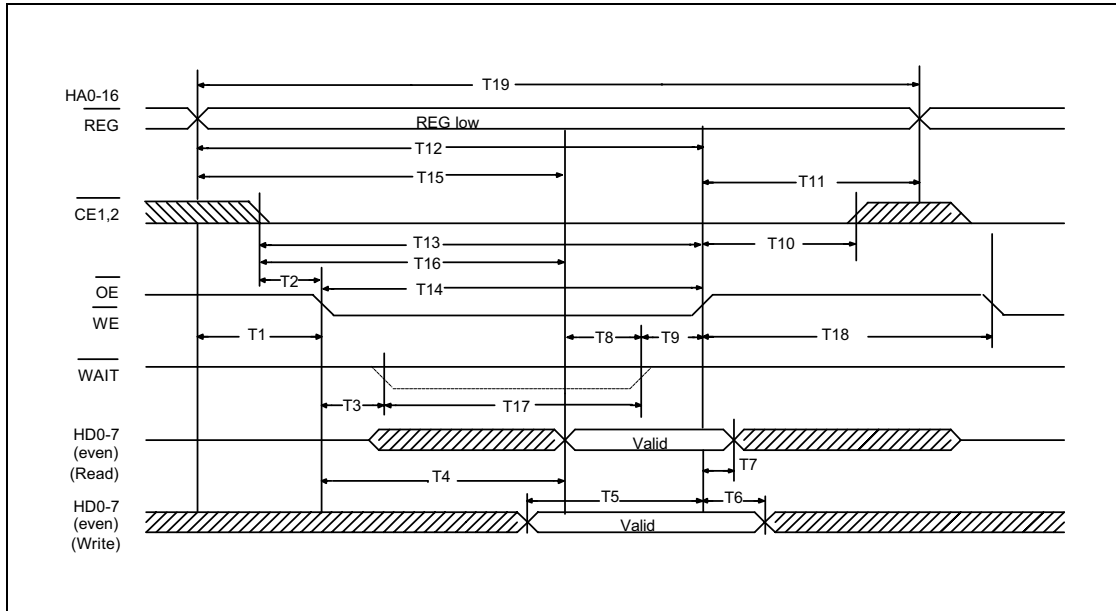 T19
HA0-16
REG
REG low
T12
T15
T11
CE1,2
T13
T10
T16
T2
OE
T14
WE
T1
T8
T9
T18
WAIT
T3
T17
HD0-7
(even)
(Read)
Valid
T7
T4
HD0-7
(even)
(Write)
T5
T6
Valid